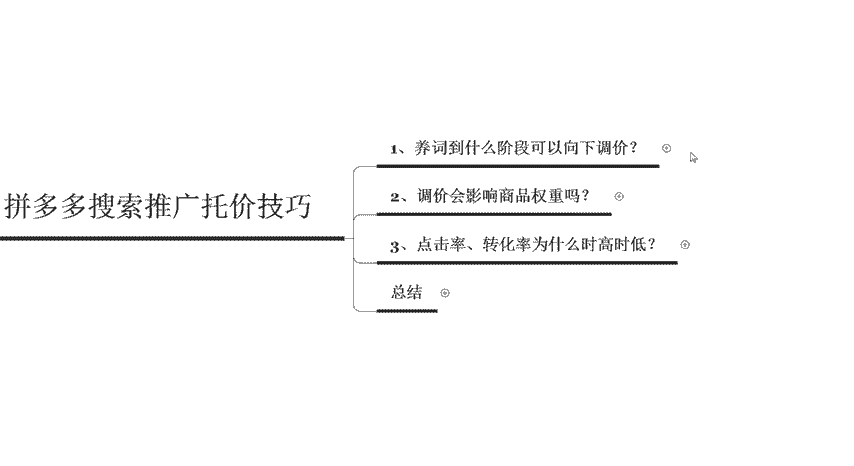 拼多多搜索推广托价技巧
1、养词到什么阶段可以向下调价?
2、调价会影响商品权重吗?
3、点击率、转化率为什么时高时低?
总结